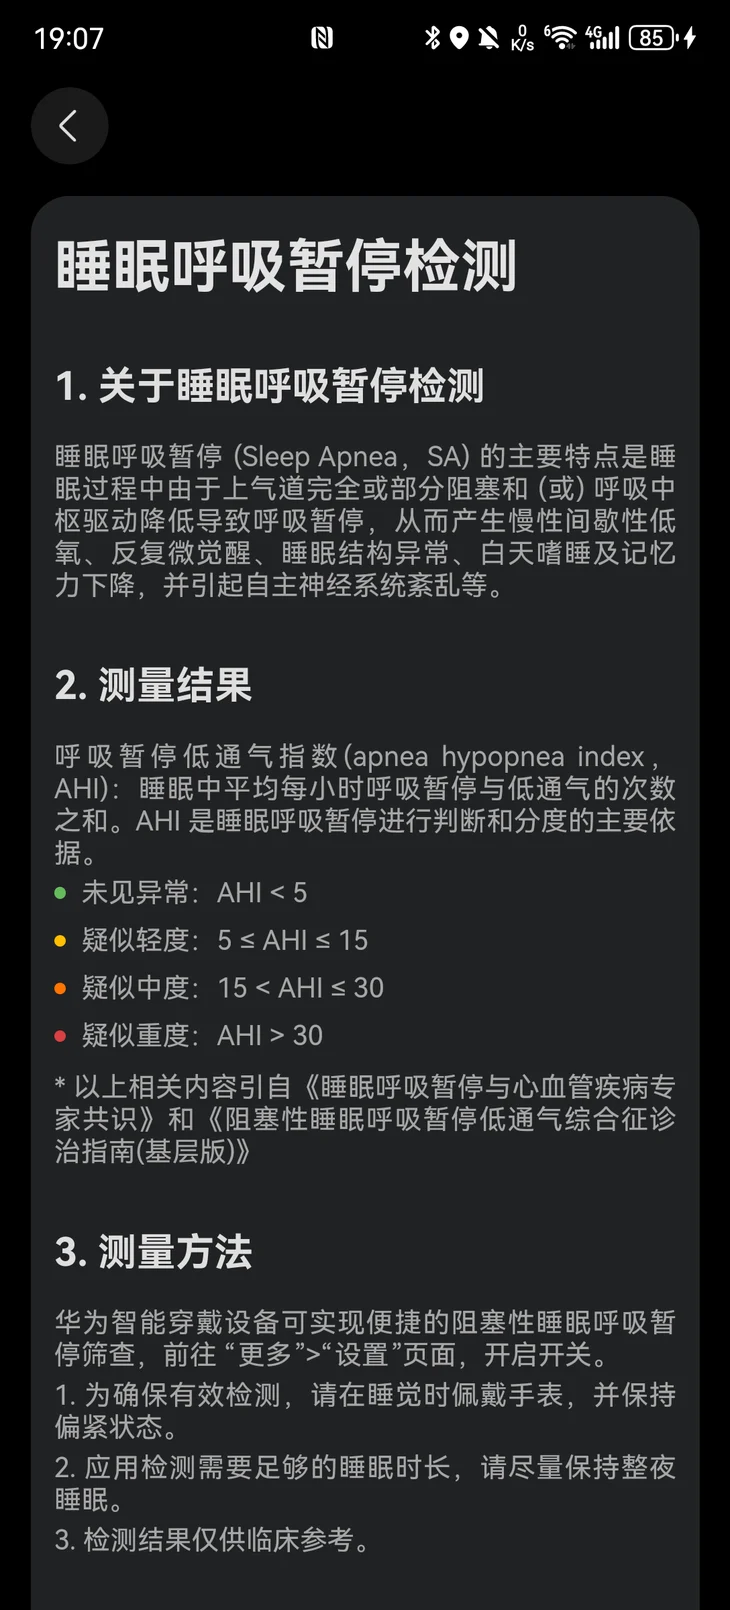 19:07
0 K/s
6
4G
85
睡眠呼吸暂停检测
1. 关于睡眠呼吸暂停检测
睡眠呼吸暂停 (Sleep Apnea，SA) 的主要特点是睡
眠过程中由于上气道完全或部分阻塞和 (或) 呼吸中
枢驱动降低导致呼吸暂停，从而产生慢性间歇性低
氧、反复微觉醒、睡眠结构异常、白天嗜睡及记忆
力下降，并引起自主神经系统紊乱等。
2. 测量结果
呼吸暂停低通气指数(apnea hypopnea index，
AHI)：睡眠中平均每小时呼吸暂停与低通气的次数
之和。AHI 是睡眠呼吸暂停进行判断和分度的主要依
据。
未见异常：AHI < 5
疑似轻度：5 ≤ AHI ≤ 15
疑似中度：15 < AHI ≤ 30
疑似重度：AHI > 30
* 以上相关内容引自《睡眠呼吸暂停与心血管疾病专
家共识》和《阻塞性睡眠呼吸暂停低通气综合征诊
治指南(基层版)》
3. 测量方法
华为智能穿戴设备可实现便捷的阻塞性睡眠呼吸暂
停筛查，前往 “更多”>“设置”页面，开启开关。
1. 为确保有效检测，请在睡觉时佩戴手表，并保持
偏紧状态。
2. 应用检测需要足够的睡眠时长，请尽量保持整夜
睡眠。
3. 检测结果仅供临床参考。